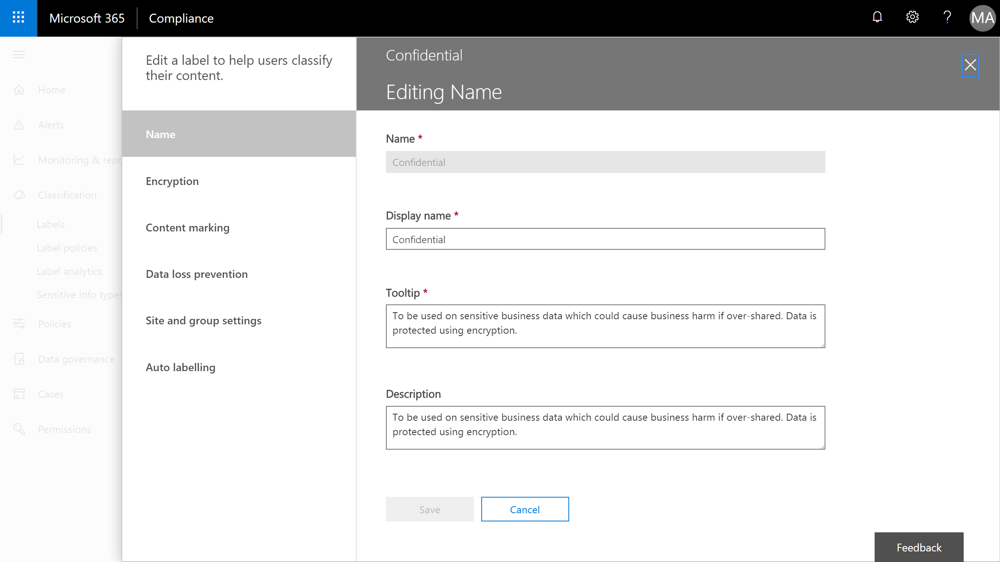 Microsoft 365
Compliance
MA
Home
Alerts
Monitoring & repo
Classification
Labels
Label policies
Label analytics
Sensitive info types
Policies
Data governance
Cases
Permissions
Edit a label to help users classify
their content.
Name
Encryption
Content marking
Data loss prevention
Site and group settings
Auto labelling
Confidential
Editing Name
Name *
Confidential
Display name *
Confidential
Tooltip *
To be used on sensitive business data which could cause business harm if over-shared. Data is
protected using encryption.
Description
To be used on sensitive business data which could cause business harm if over-shared. Data is
protected using encryption.
Save
Cancel
Feedback